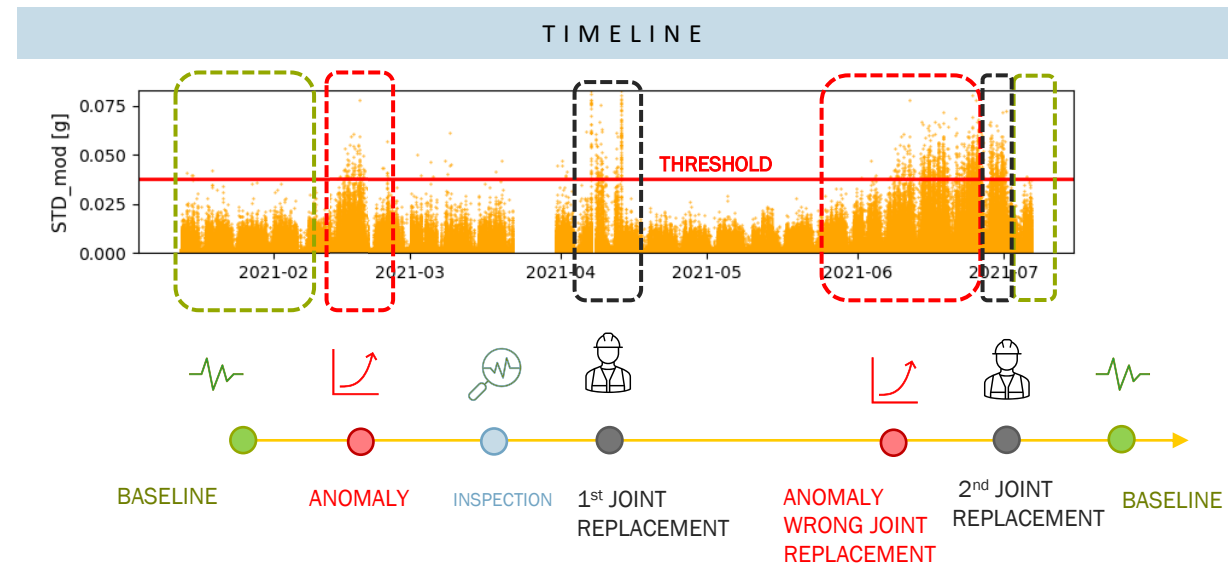 TIMELINE
STD_mod [g]
0.075
0.050
0.025
0.000
THRESHOLD
2021-02
2021-03
2021-04
2021-05
2021-06
2021-07
BASELINE
ANOMALY
INSPECTION
1st JOINT
REPLACEMENT
ANOMALY
WRONG JOINT
REPLACEMENT
2nd JOINT
REPLACEMENT
BASELINE